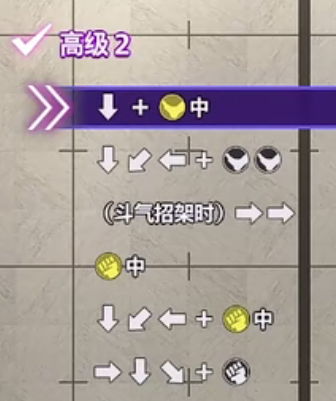 高级 2
+ 中
+
(斗气招架时)
中
+ 中
+